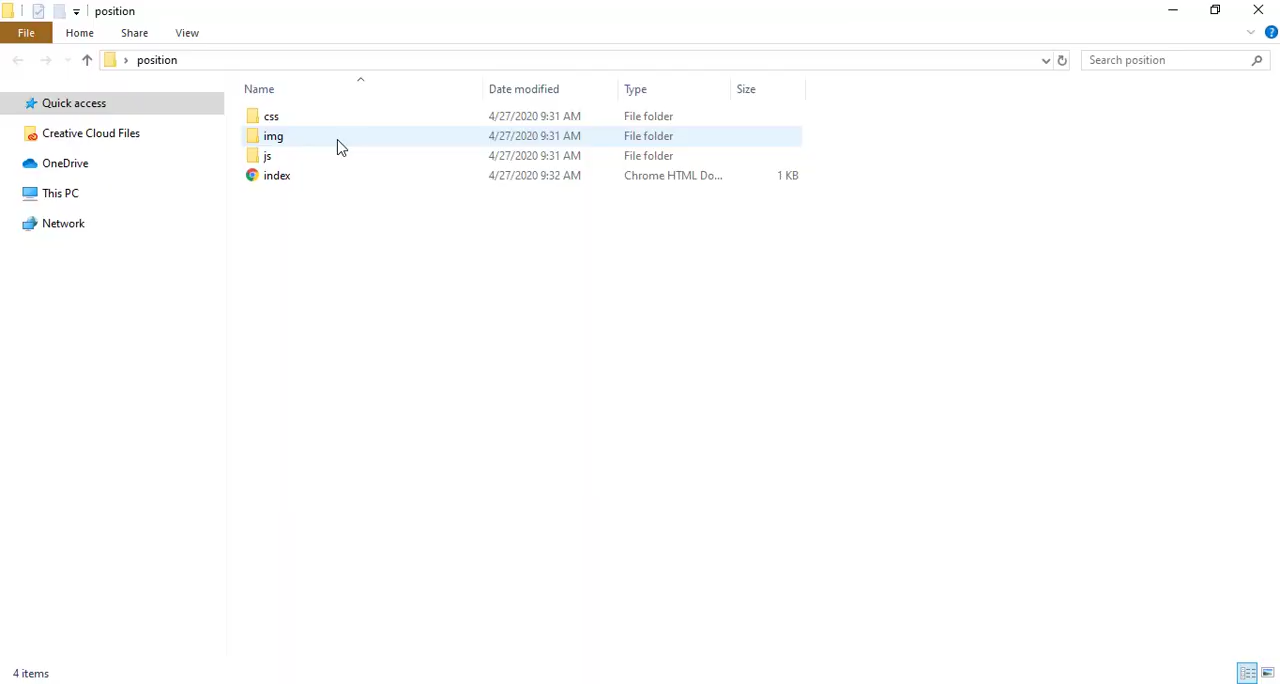 position
File Home Share View
position Search position
Quick access
Creative Cloud Files
OneDrive
This PC
Network
Name Date modified Type Size
css 4/27/2020 9:31 AM File folder
img 4/27/2020 9:31 AM File folder
js 4/27/2020 9:31 AM File folder
index 4/27/2020 9:32 AM Chrome HTML Do... 1 KB
4 items